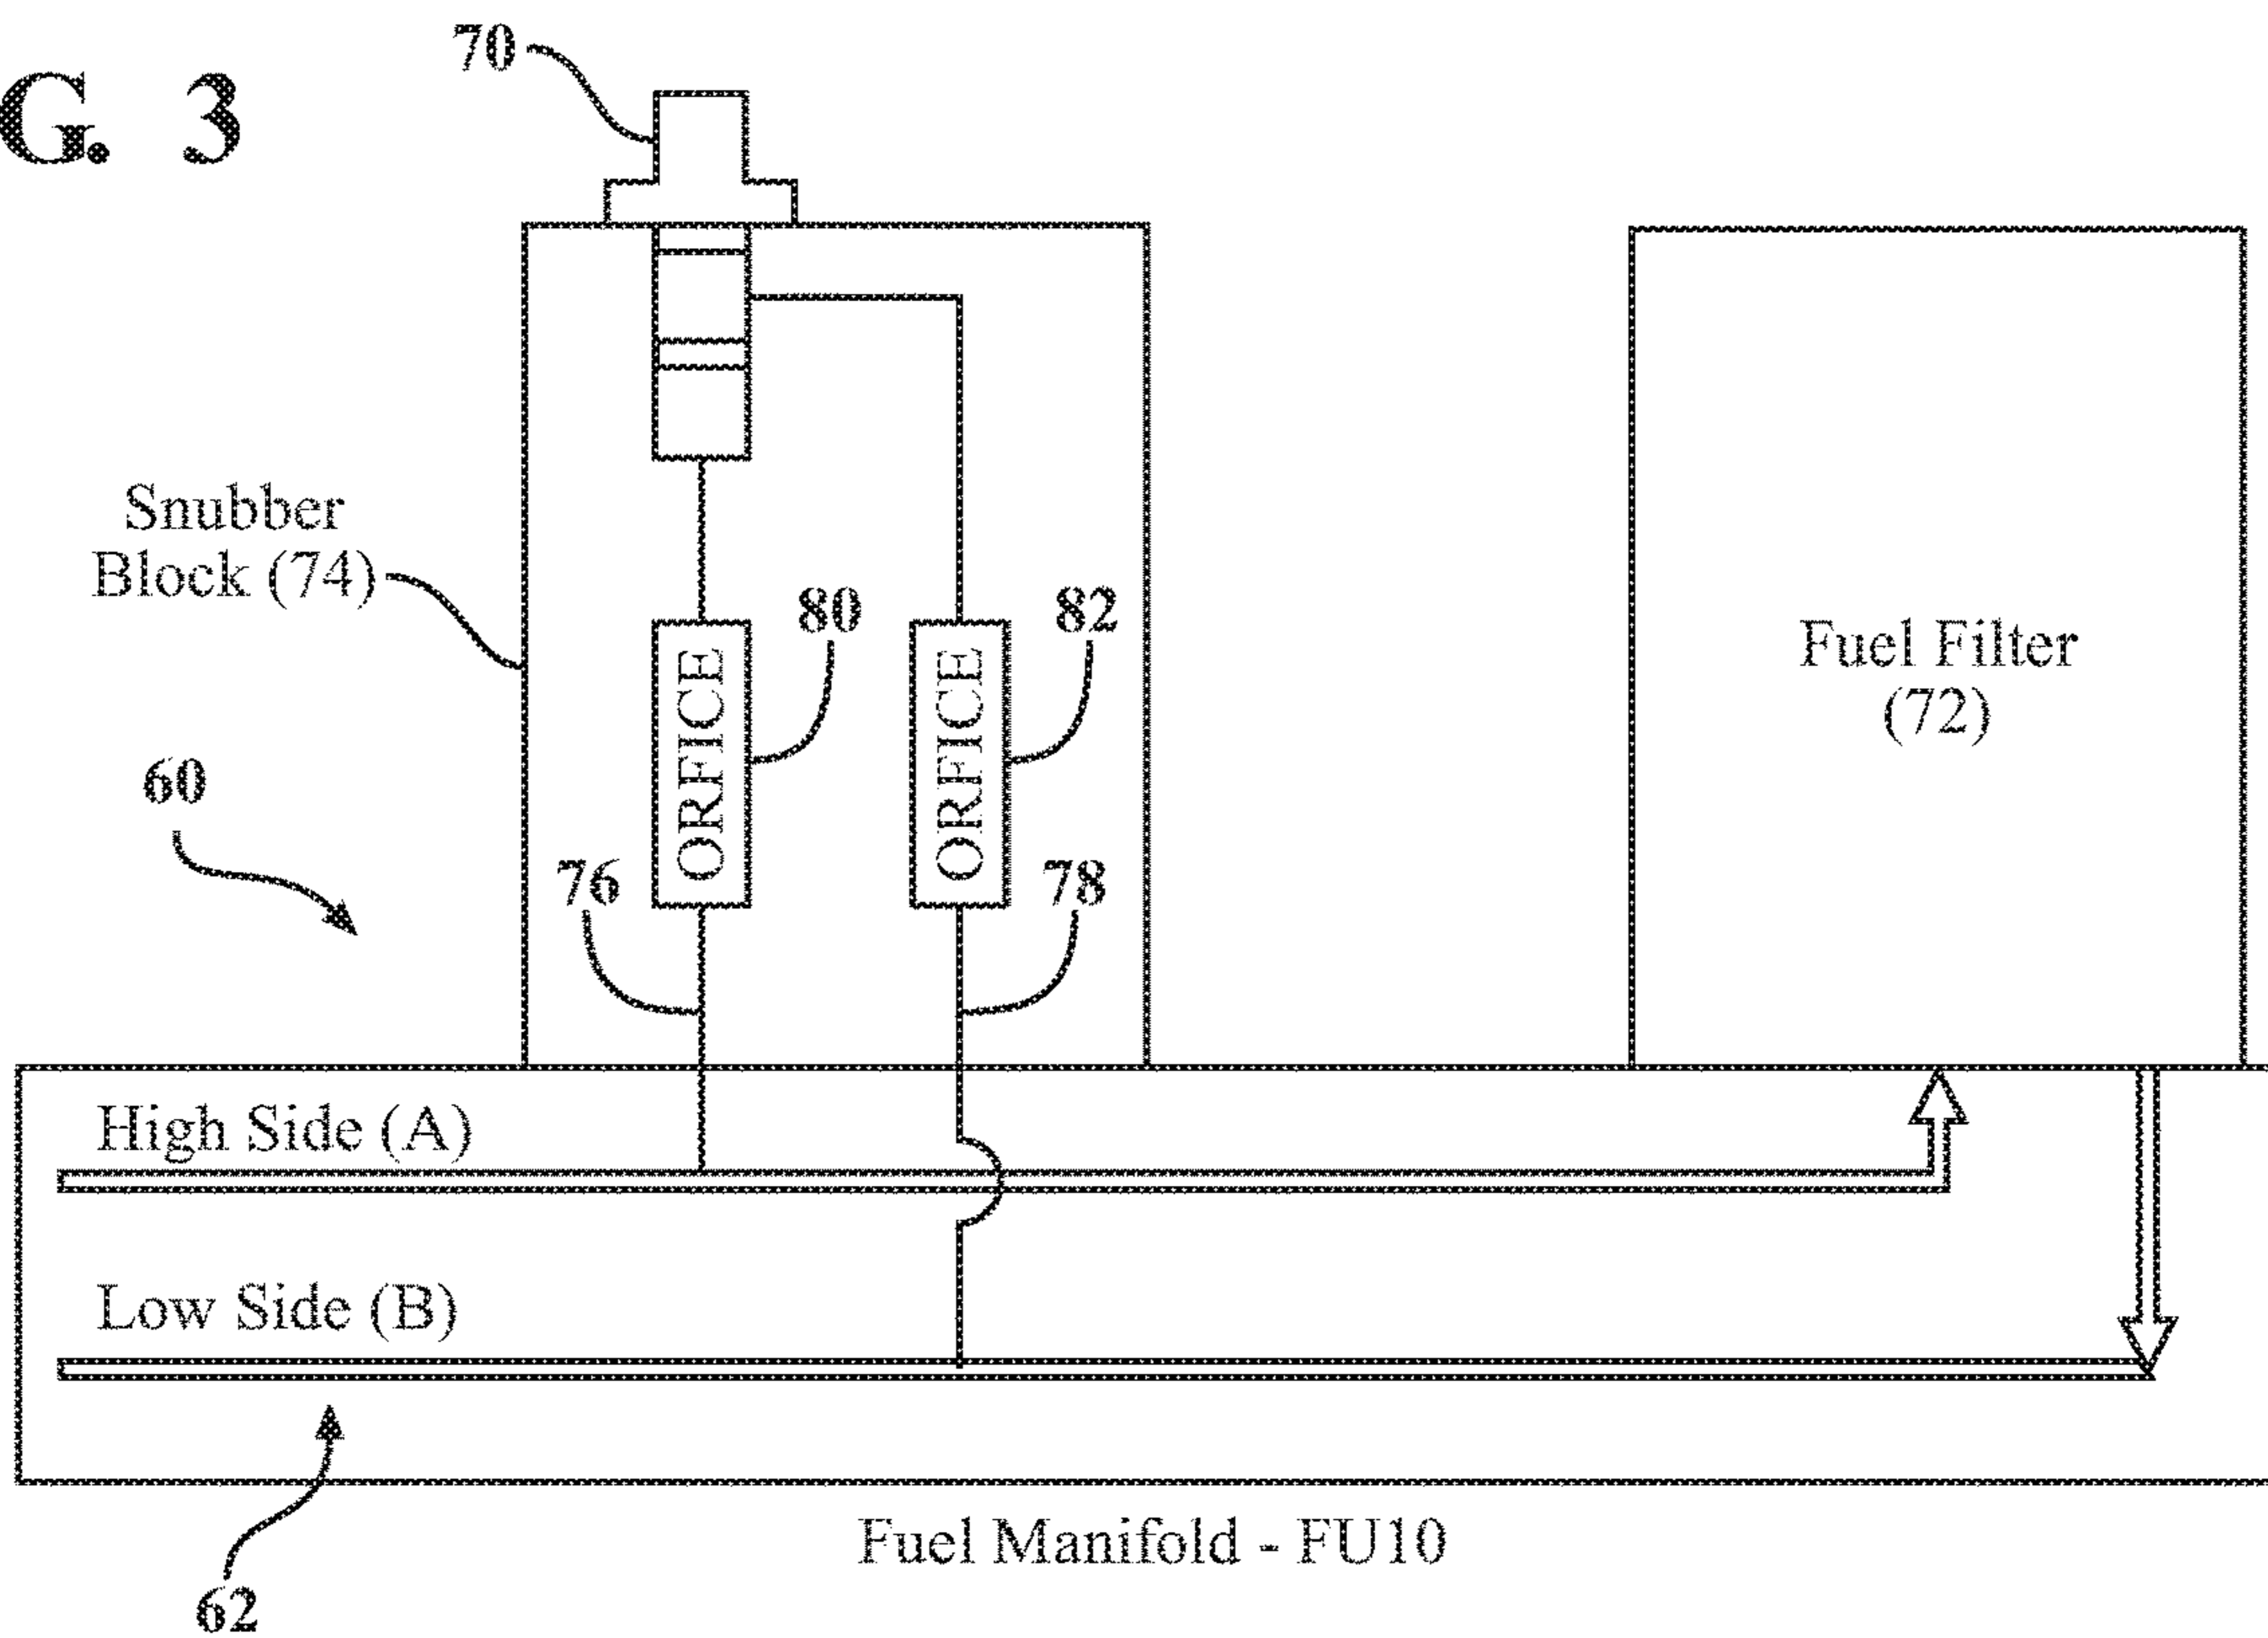 G. 3
70
Snubber
Block (74)
80
82
ORFICE
ORFICE
Fuel Filter
(72)
60
76
78
High Side (A)
Low Side (B)
62
Fuel Manifold - FU10